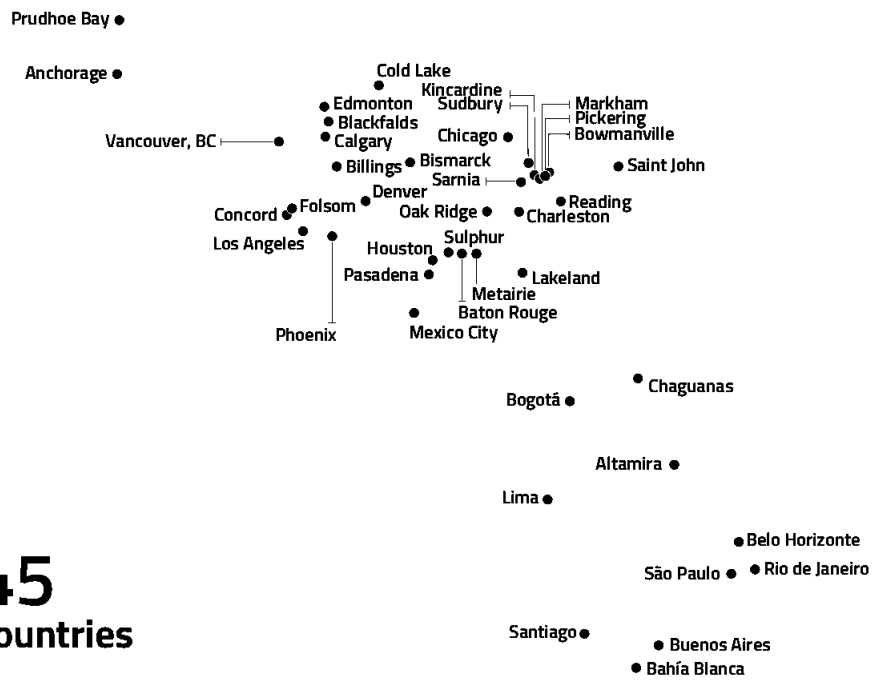 Prudhoe Bay
Anchorage
Cold Lake
Kincardine
Edmonton
Sudbury
Markham
Pickering
Blackfalds
Bowmanville
Chicago
Vancouver, BC
Calgary
Bismarck
Billings
Saint John
Sarnia
Denver
Reading
Folsom
Oak Ridge
Concord
Charleston
Los Angeles
Sulphur
Houston
Pasadena
Lakeland
Metairie
Baton Rouge
Phoenix
Mexico City
Chaguanas
Bogotá
Altamira
Lima
Belo Horizonte
São Paulo
Rio de Janeiro
45
ountries
Santiago
Buenos Aires
Bahía Blanca